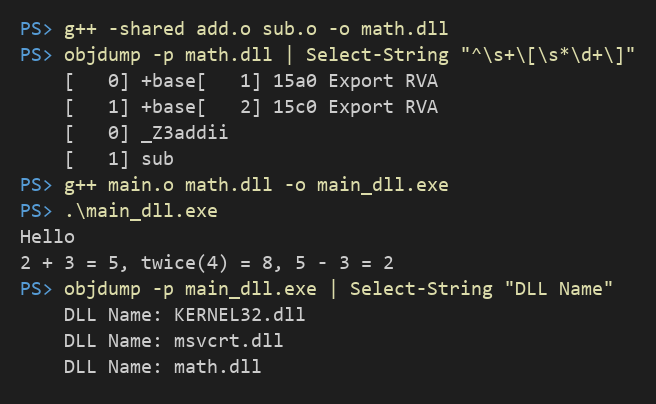 PS> g++ -shared add.o sub.o -o math.dll
PS> objdump -p math.dll | Select-String "^\s+\[\s*\d+\]"
    [   0] +base[   1] 15a0 Export RVA
    [   1] +base[   2] 15c0 Export RVA
    [   0] _Z3addii
    [   1] sub
PS> g++ main.o math.dll -o main_dll.exe
PS> .\main_dll.exe
Hello
2 + 3 = 5, twice(4) = 8, 5 - 3 = 2
PS> objdump -p main_dll.exe | Select-String "DLL Name"
    DLL Name: KERNEL32.dll
    DLL Name: msvcrt.dll
    DLL Name: math.dll